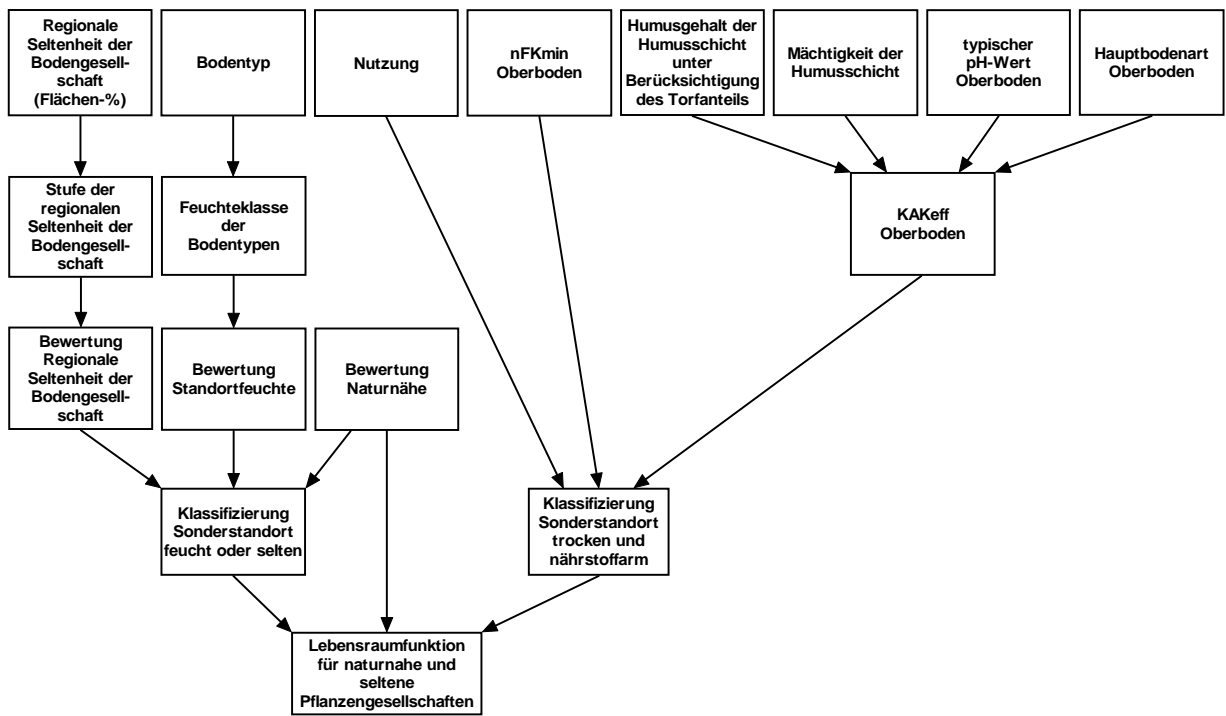 Regionale
Seltenheit der
Bodengesell-
schaft
(Flächen-%)
Bodentyp
Nutzung
nFKmin
Oberboden
Humusgehalt der
Humusschicht
unter
Berücksichtigung
des Torfanteils
Mächtigkeit der
Humusschicht
typischer
pH-Wert
Oberboden
Hauptbodenart
Oberboden
Stufe der
regionalen
Seltenheit der
Bodengesell-
schaft
Feuchteklasse
der
Bodentypen
KAKeff
Oberboden
Bewertung
Regionale
Seltenheit der
Bodengesell-
schaft
Bewertung
Standortfeuchte
Bewertung
Naturnähe
Klassifizierung
Sonderstandort
feucht oder selten
Klassifizierung
Sonderstandort
trocken und
nährstoffarm
Lebensraumfunktion
für naturnahe und
seltene
Pflanzengesellschaften